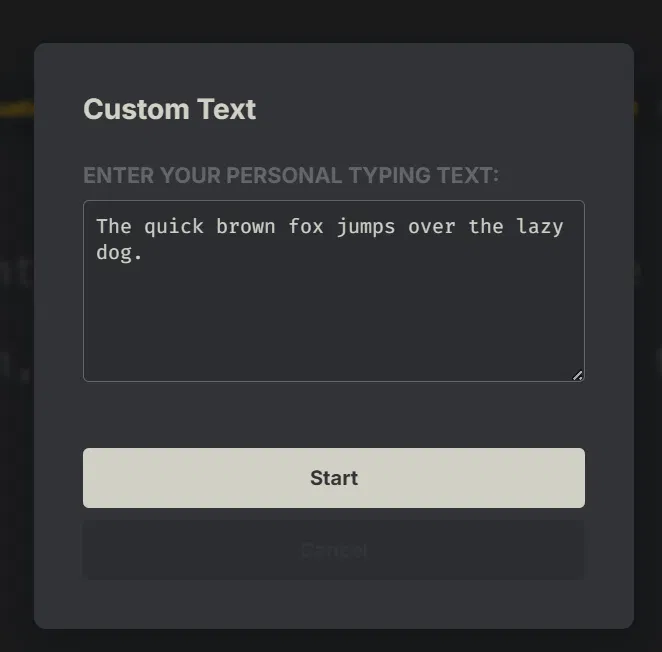 Custom Text
ENTER YOUR PERSONAL TYPING TEXT:
The quick brown fox jumps over the lazy
dog.
Start
Cancel